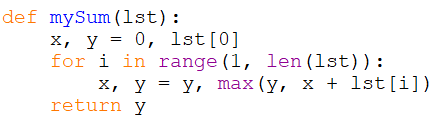 def mySum(lst):
    x, y = 0, lst[0]
    for i in range(1, len(lst)):
        x, y = y, max(y, x + lst[i])
    return y